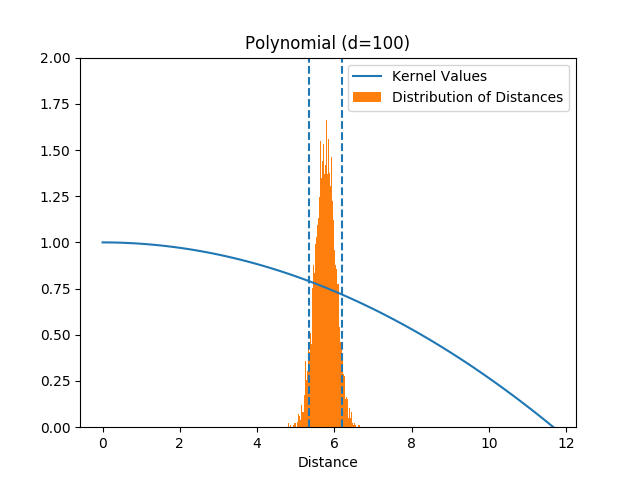 Polynomial (d=100)
2.00
1.75
1.50
1.25
1.00
0.75
0.50
0.25
0.00
Kernel Values
Distribution of Distances
0 2 4 6 8 10 12
Distance